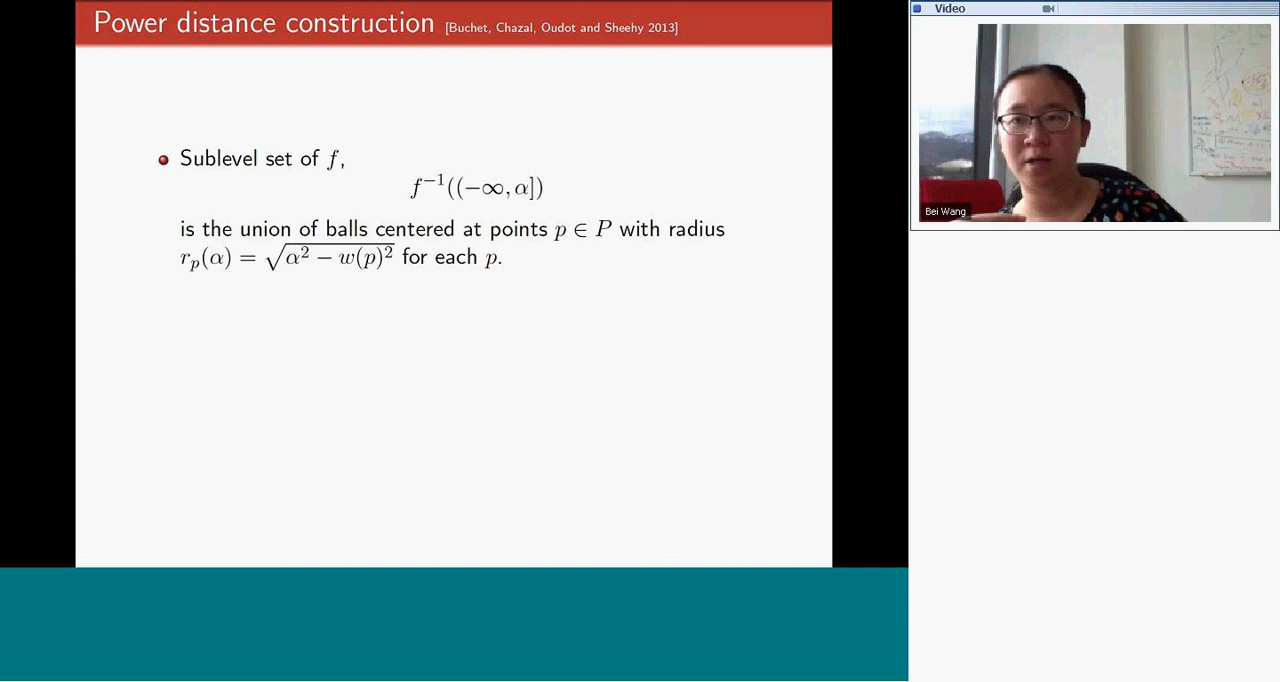 Power distance construction [Buchet, Chazal, Oudot and Sheehy 2013]
Sublevel set of f,
f⁻¹((−∞, α])
is the union of balls centered at points p ∈ P with radius
rₚ(α) = √(α² − w(p)²) for each p.
Video
Bei Wang